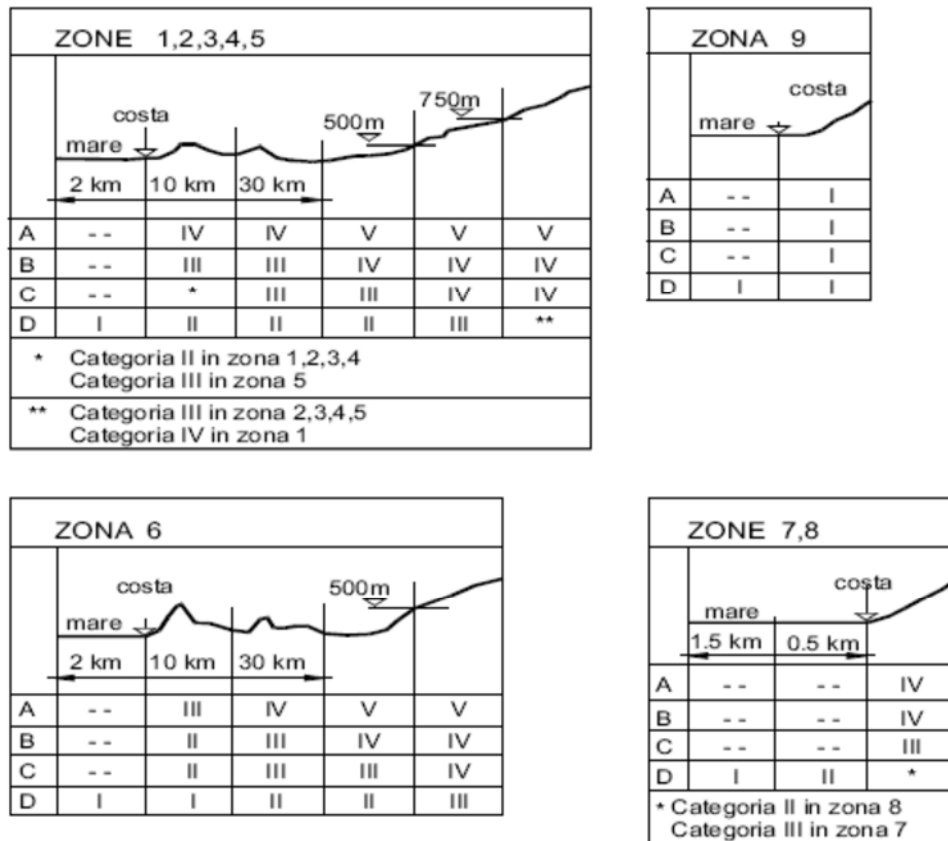 ZONE 1,2,3,4,5
costa
mare
500m
750m
2 km 10 km 30 km
A -- IV IV V V V
B -- III III IV IV IV
C -- * III III IV IV
D I II II II III **
* Categoria II in zona 1,2,3,4
Categoria III in zona 5
** Categoria III in zona 2,3,4,5
Categoria IV in zona 1
ZONA 9
costa
mare
A -- I
B -- I
C -- I
D I I
ZONA 6
costa
mare
500m
2 km 10 km 30 km
A -- III IV V V
B -- II III IV IV
C -- II III III IV
D I I II II III
ZONE 7,8
costa
mare
1.5 km 0.5 km
A -- -- IV
B -- -- IV
C -- -- III
D I II *
* Categoria II in zona 8
Categoria III in zona 7